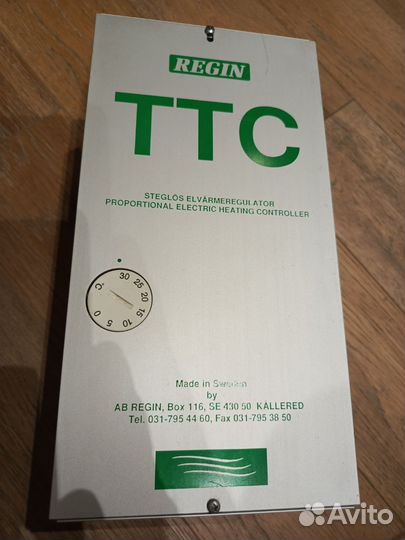 REGIN
TTC
STEGLÖS ELVÄRMEREGULATOR
PROPORTIONAL ELECTRIC HEATING CONTROLLER
°C 30 25 20 15 10 5 0
Made in Sweden
by
AB REGIN, Box 116, SE 430 50 KÅLLERED
Tel. 031-795 44 60, Fax 031-795 38 50
Avito